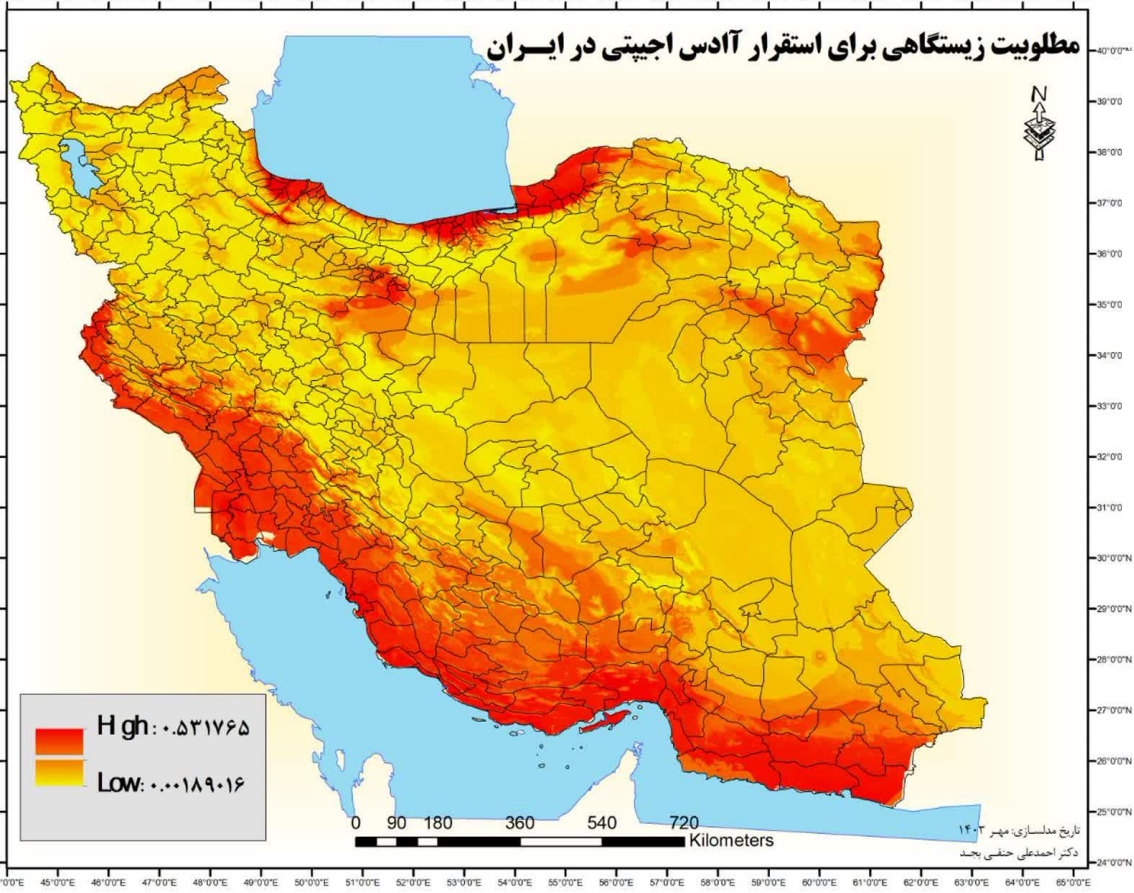 مطلوبیت زیستگاهی برای استقرار آادس اجیپتی در ایـــران
N
40°0'0"
39°0'0"
38°0'0"N
37°0'0"N
36°0'0"N
35°0'0"N
34°0'0"N
33°0'0"N
32°0'0"N
31°0'0"N
30°0'0"N
29°0'0"N
28°0'0"N
27°0'0"N
26°0'0"N
25°0'0"N
24°0'0"N
High : ۰.۵۳۱۷۶۵
Low: ۰.۰۰۱۸۹۰۱۶
0 90 180 360 540 720
Kilometers
تاریخ مدلسـازی: مهـر ۱۴۰۳
دکتر احمدعلی حنفـی بجـد
45°0'0"E 46°0'0"E 47°0'0"E 48°0'0"E 49°0'0"E 50°0'0"E 51°0'0"E 52°0'0"E 53°0'0"E 54°0'0"E 55°0'0"E 56°0'0"E 57°0'0"E 58°0'0"E 59°0'0"E 60°0'0"E 61°0'0"E 62°0'0"E 63°0'0"E 64°0'0"E 65°0'0"E